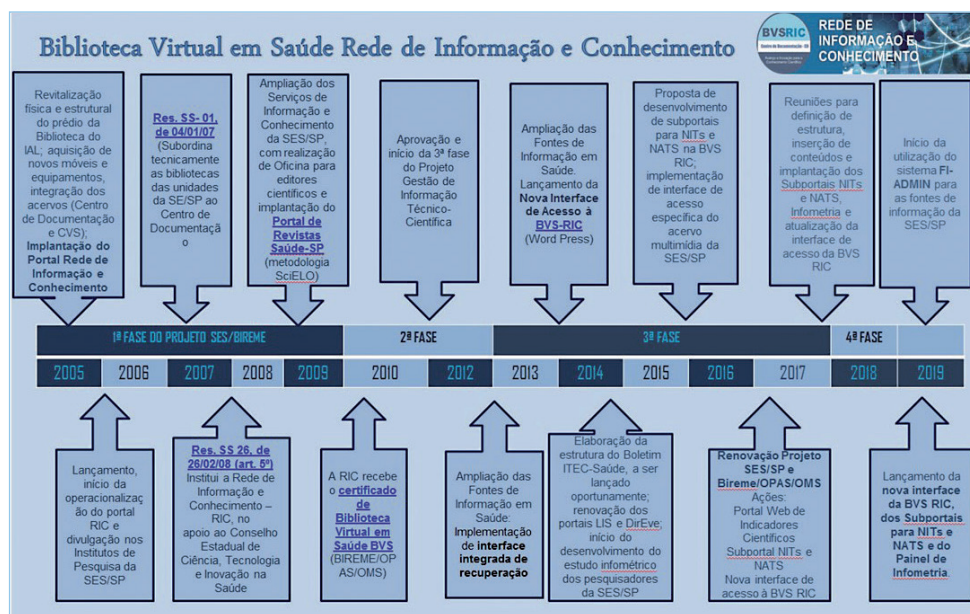 Biblioteca Virtual em Saúde Rede de Informação e Conhecimento
BVSRIC
REDE DE
INFORMAÇÃO E
CONHECIMENTO
Revitalização
física e estrutural
do prédio da
Biblioteca do
IAL; aquisição de
novos móveis e
equipamentos,
integração dos
acervos (Centro
de Documentação
e CVS);
Implantação do
Portal Rede de
Informação e
Conhecimento
Res. SS- 01,
de 04/01/07
(Subordina
tecnicamente
as bibliotecas
das unidades
da SE/SP ao
Centro de
Documentaçã
o
Ampliação dos
Serviços de
Informação e
Conhecimento da
SES/SP, com
realização de
Oficina para
editores
científicos e
implantação do
Portal de
Revistas
Saúde-SP
(metodologia
SciELO)
Aprovação e
início da 3ª fase
do Projeto
Gestão de
Informação
Técnico-
Científica
Ampliação das
Fontes de
Informação em
Saúde.
Lançamento da
Nova Interface
de Acesso à
BVS-RIC
(Word Press)
Proposta de
desenvolvimento
de subportais
para NITs e
NATS na BVS
RIC;
implementação
de interface de
acesso
especifica do
acervo
multimídia da
SES/SP
Reuniões para
definição de
estrutura,
inserção de
conteúdos e
implantação dos
Subportais NITs
e NATS,
Infometria e
atualização da
interface de
acesso da BVS
RIC
Início da
utilização do
sistema FI-
ADMIN para
as fontes de
informação da
SES/SP
1ª FASE DO PROJETO SES/BIREME
2ª FASE
3ª FASE
4ª FASE
2005
2006
2007
2008
2009
2010
2012
2013
2014
2015
2016
2017
2018
2019
Lançamento,
início da
operacionalizaç
ão do portal
RIC e
divulgação nos
Institutos de
Pesquisa da
SES/SP
Res. SS 26, de
26/02/08 (art. 5º)
Institui a Rede de
Informação e
Conhecimento –
RIC, no
apoio ao Conselho
Estadual de
Ciência, Tecnologia
e Inovação na
Saúde
A RIC recebe
o certificado de
Biblioteca
Virtual em
Saúde BVS
(BIREME/OP
AS/OMS)
Ampliação das
Fontes de
Informação em
Saúde:
Implementação
de interface
integrada de
recuperação
Elaboração da
estrutura do Boletim
ITEC-Saúde, a ser
lançado
oportunamente;
renovação dos
portais LIS e DirEve;
início do
desenvolvimento do
estudo infométrico
dos pesquisadores
da SES/SP
Renovação Projeto
SES/SP e
Bireme/OPAS/OMS
Ações:
Portal Web de
Indicadores
Científicos
Subportal NITs e
NATS
Nova interface de
acesso à BVS RIC
Lançamento da
nova interface
da BVS RIC,
dos Subportais
para NITs e
NATS e do
Painel de
Infometria.